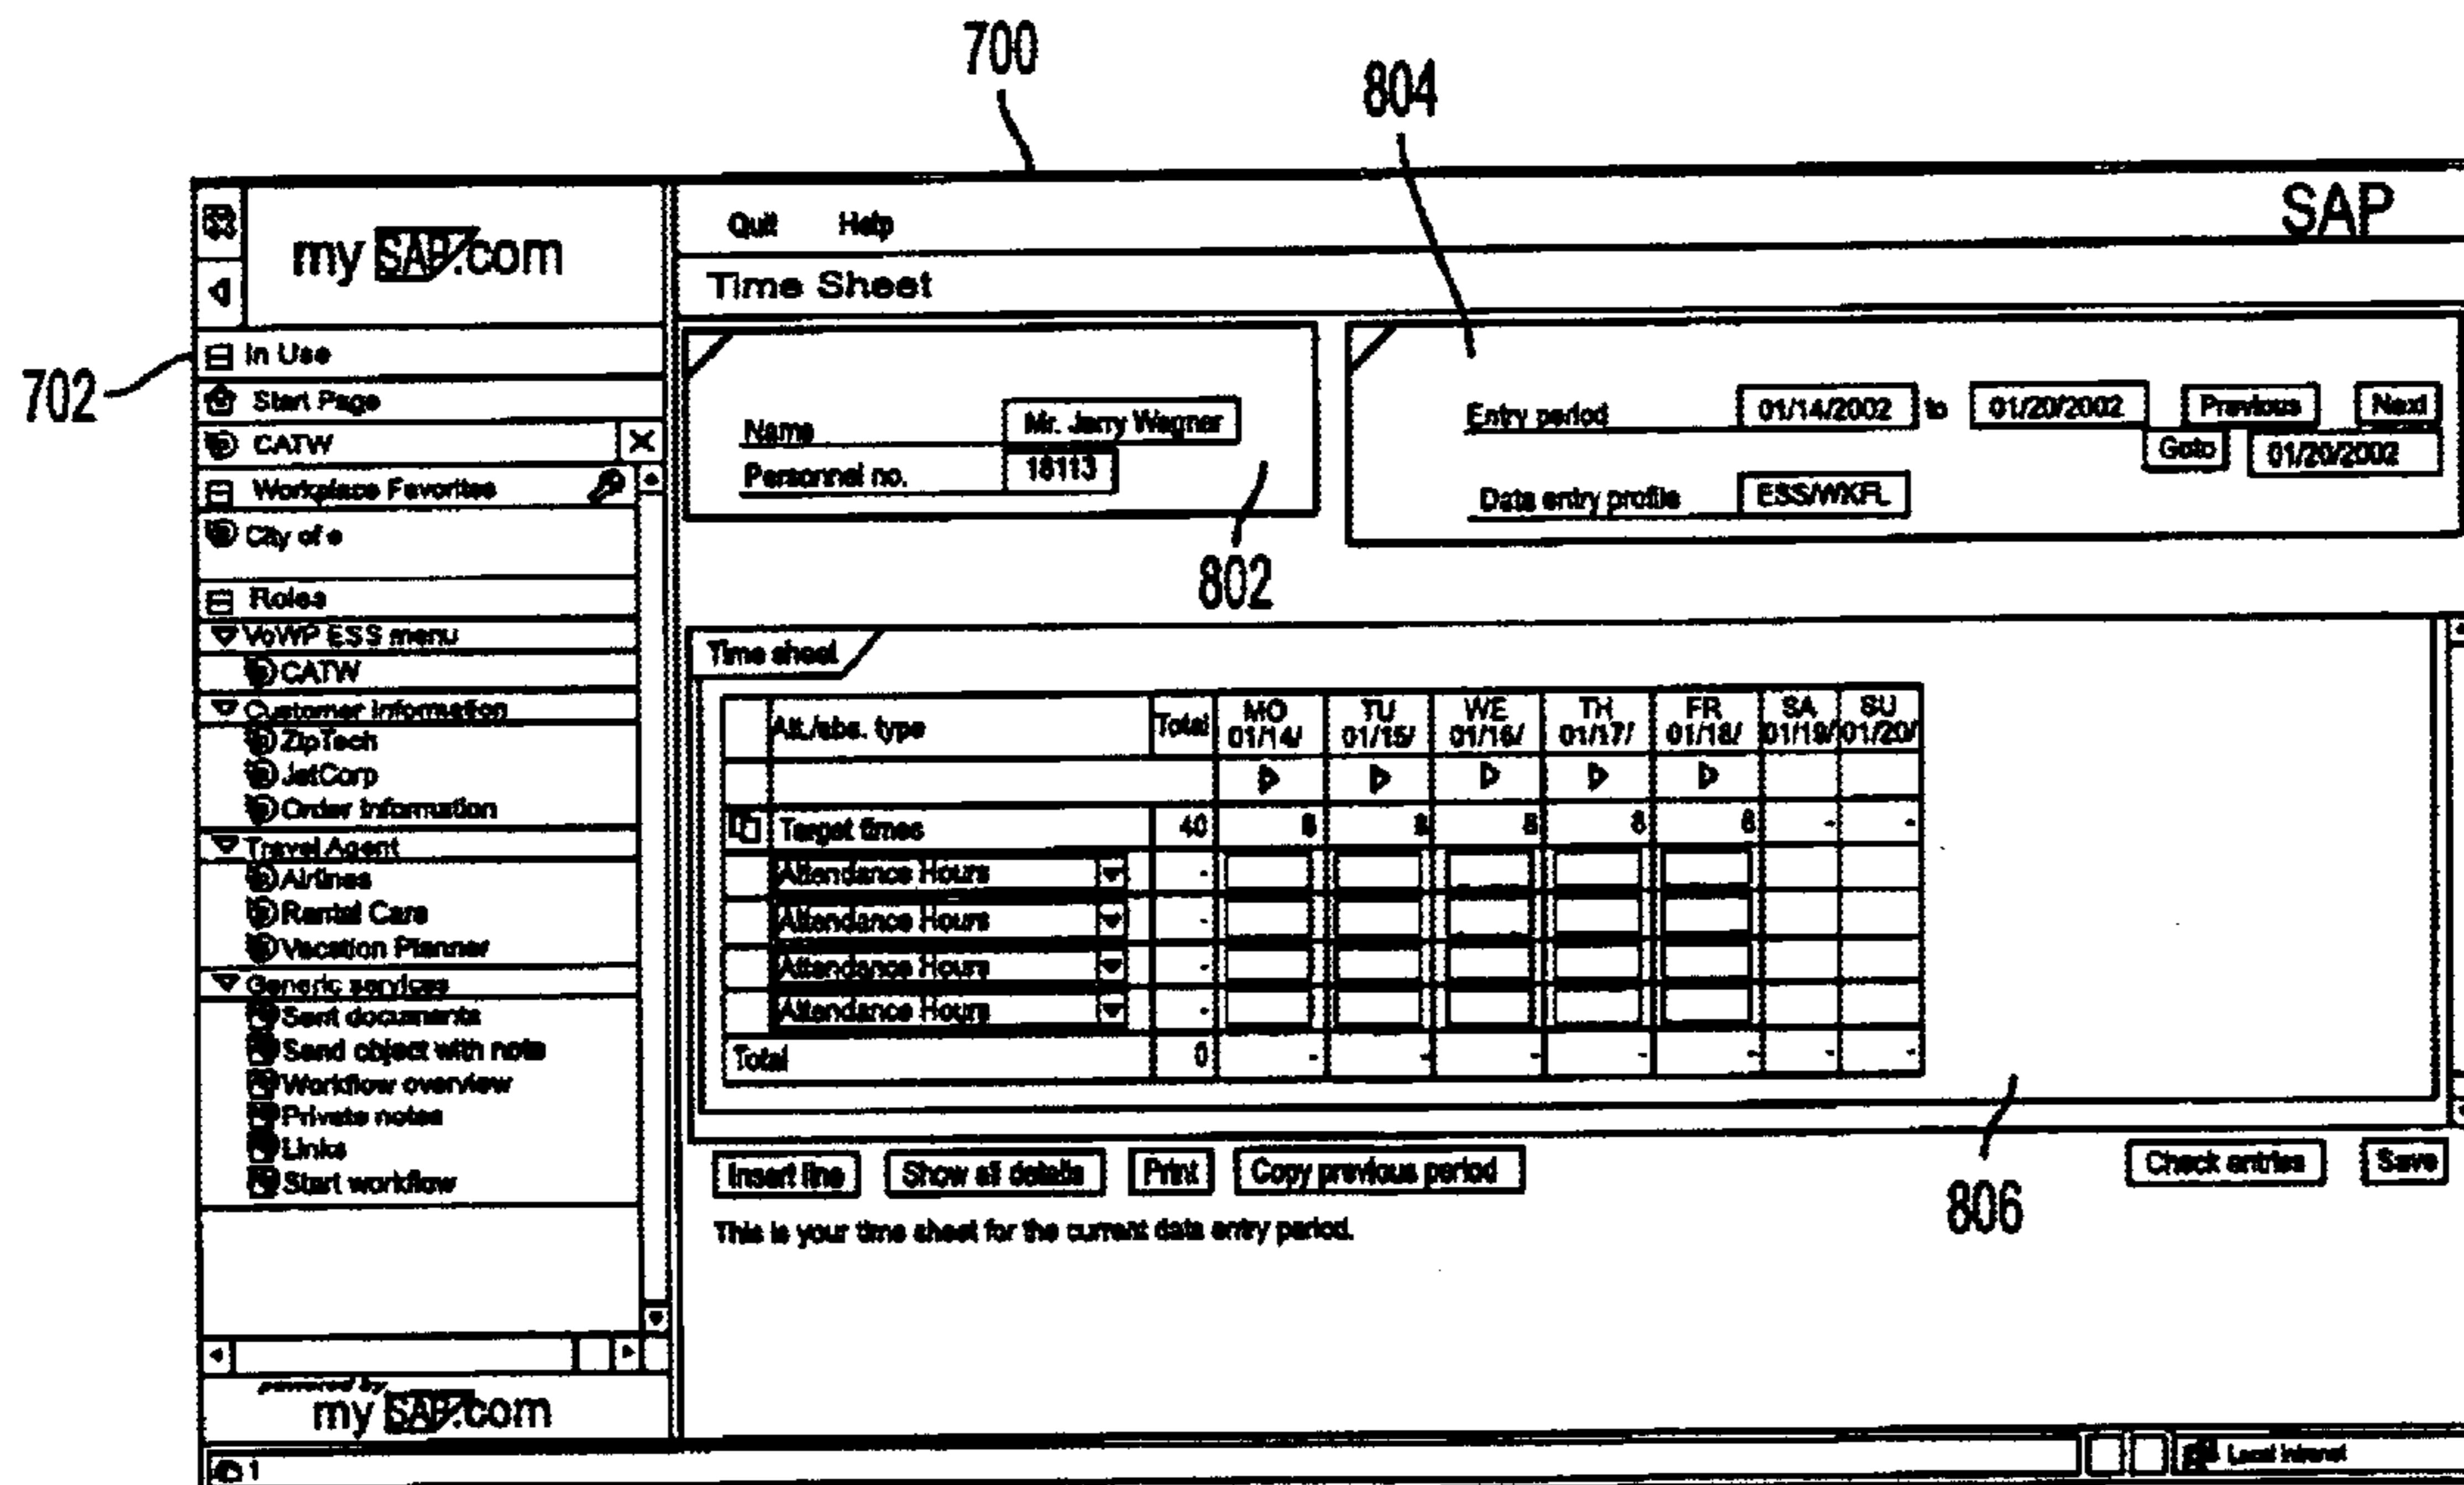 700
804
702
my SAP.com
Quit Help
SAP
Time Sheet
In Use
Start Page
CATW
Workplace Favorites
City of e
Roles
VoWP ESS menu
CATW
Customer Information
ZipTech
JetCorp
Order Information
Travel Agent
Airlines
Rental Cars
Vacation Planner
Generic services
Sent documents
Send object with note
Workflow overview
Private notes
Links
Start workflow
powered by
my SAP.com
Name Mr. Jerry Wagner
Personnel no. 18113
802
Entry period 01/14/2002 to 01/20/2002 Previous Next
Goto 01/20/2002
Data entry profile ESS/WKFL
Time sheet
Att./abs. type Total MO 01/14/ TU 01/15/ WE 01/16/ TH 01/17/ FR 01/18/ SA 01/19/ SU 01/20/
Target times 40 8 8 8 8 8 - -
Attendance Hours -
Attendance Hours -
Attendance Hours -
Attendance Hours -
Total 0 - - - - - - -
806
Insert line Show all details Print Copy previous period Check entries Save
This is your time sheet for the current data entry period.
1
Local intranet